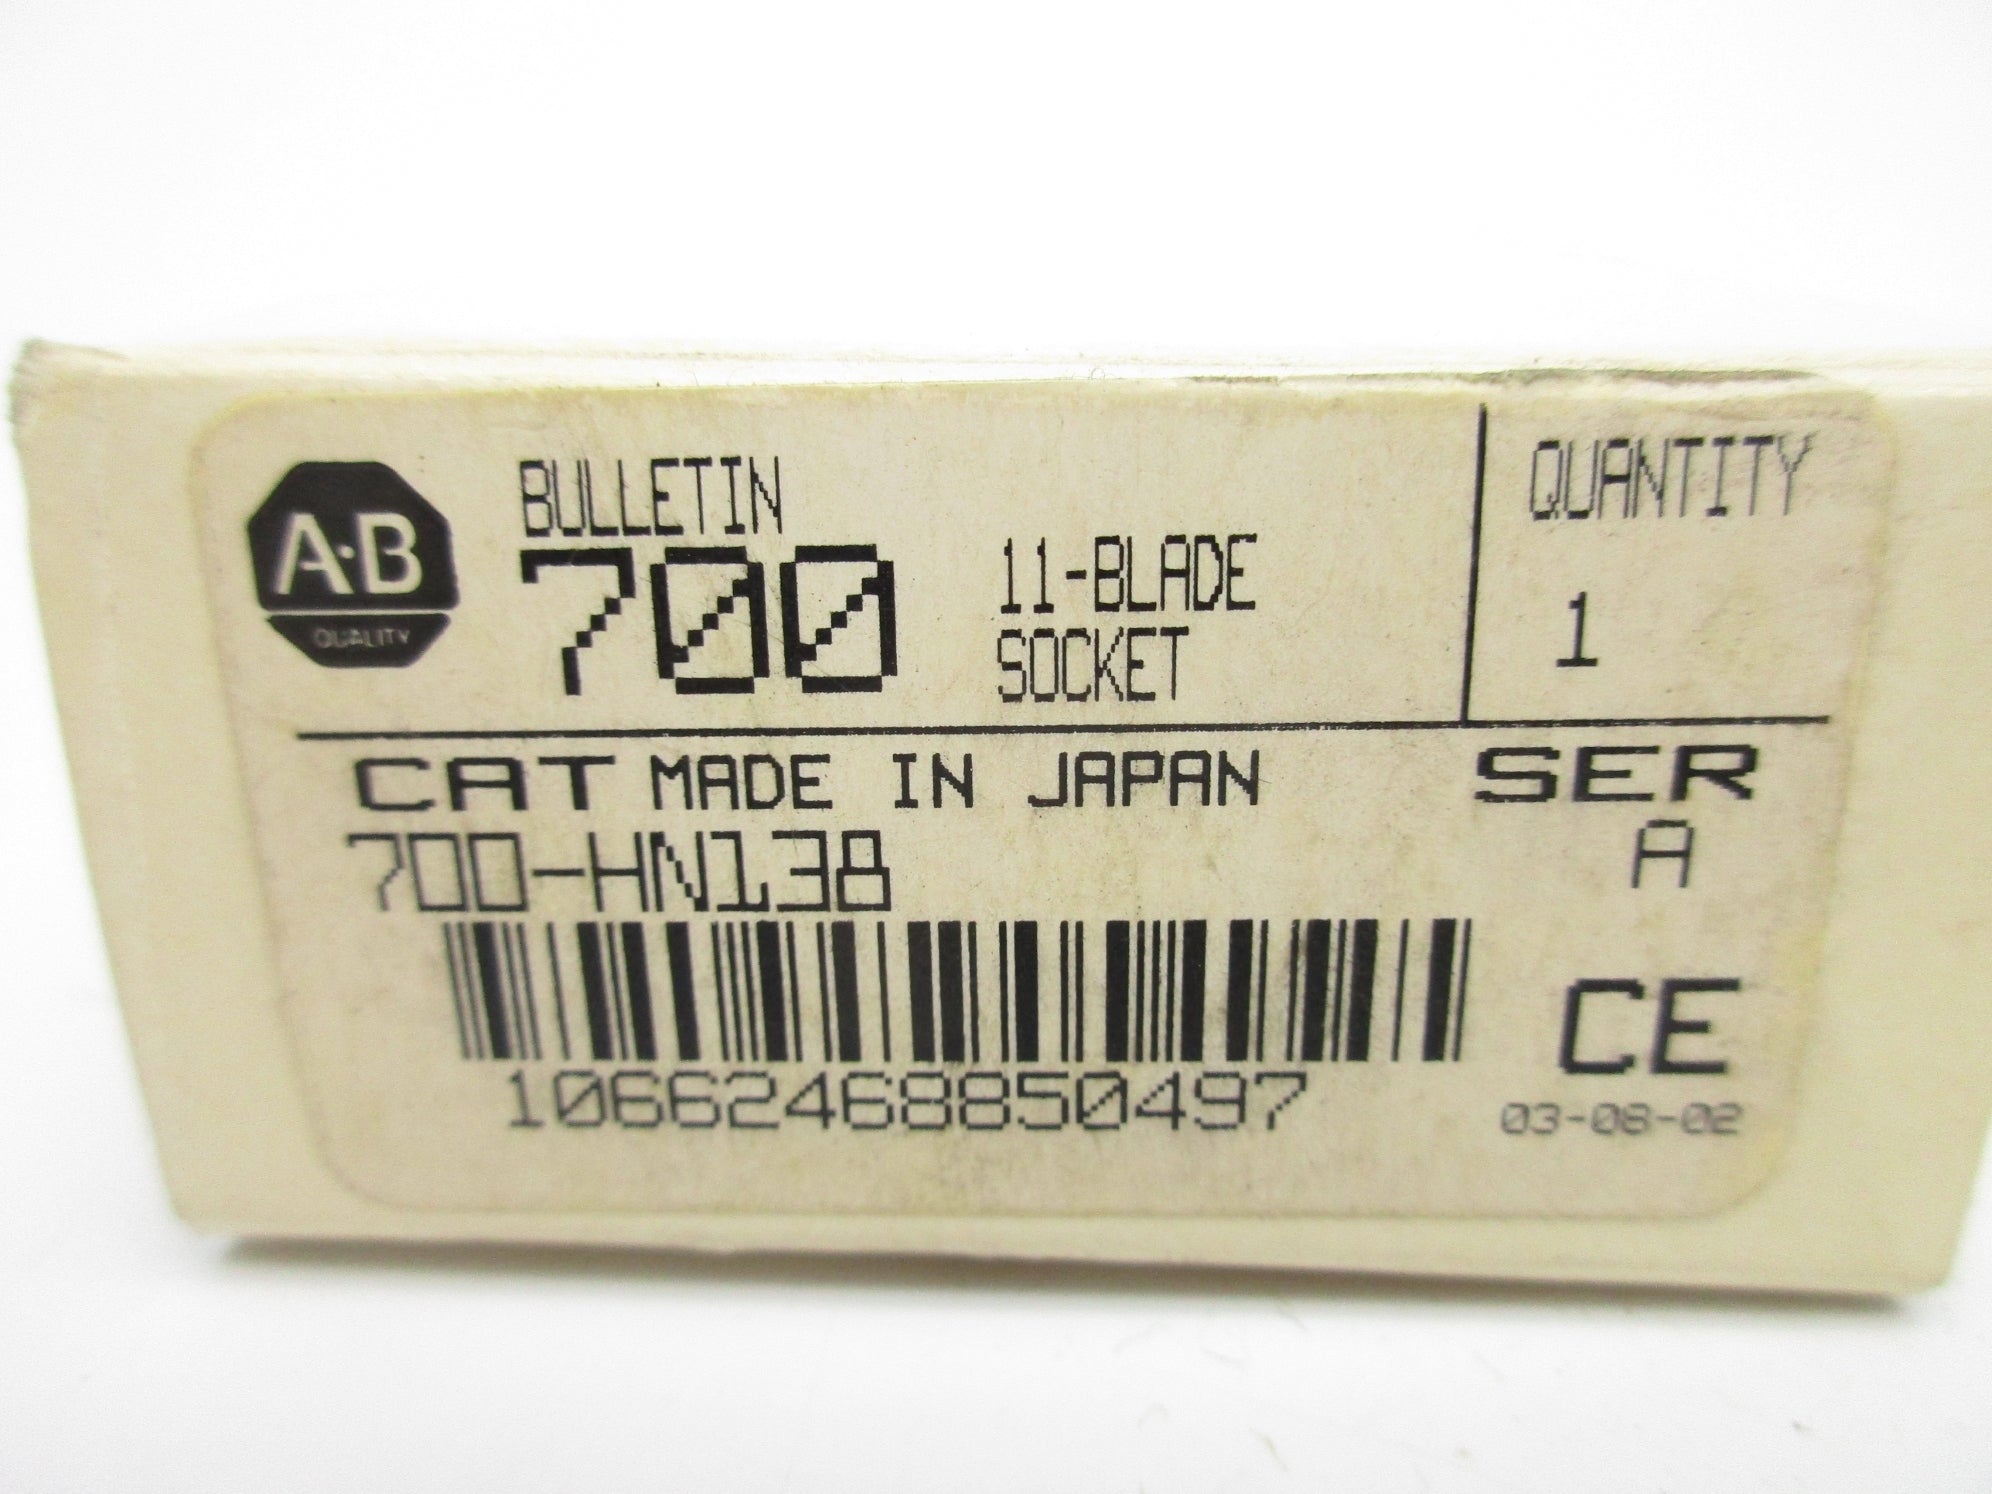 A·B
QUALITY
BULLETIN
700
11-BLADE
SOCKET
QUANTITY
1
CAT MADE IN JAPAN
700-HN138
SER
A
10662468850497
CE
03-08-02